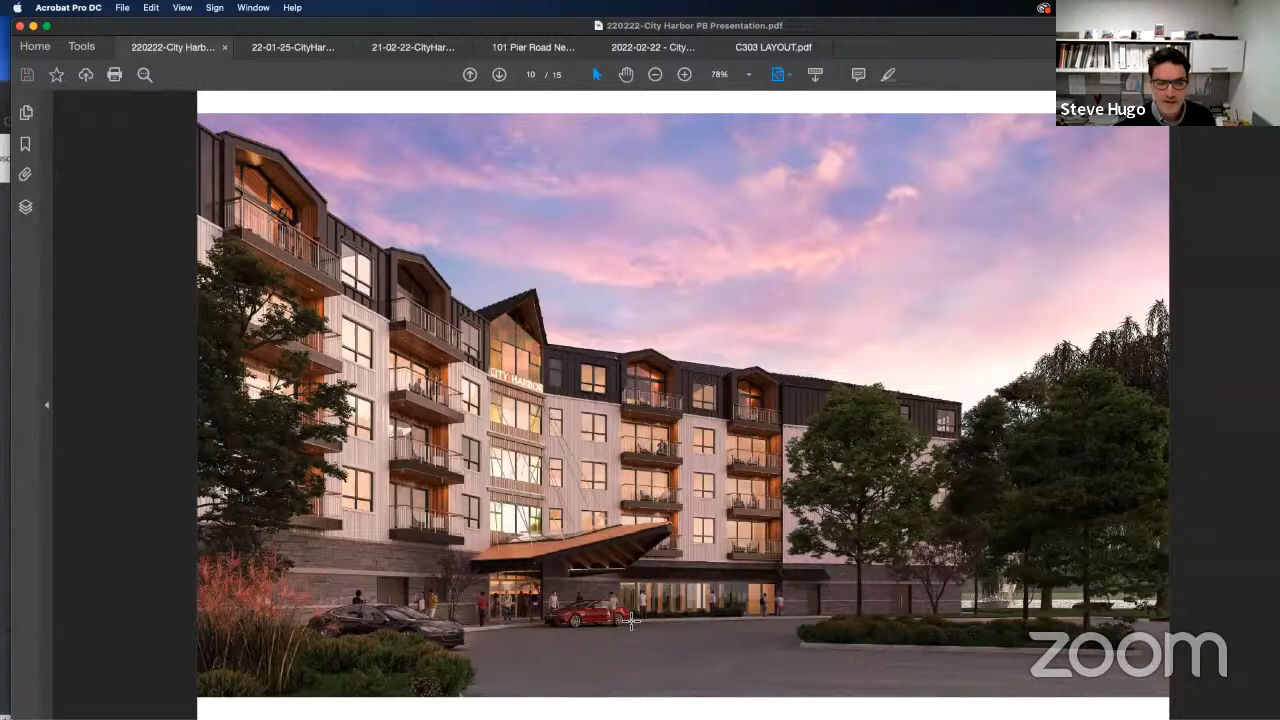 Acrobat Pro DC File Edit View Sign Window Help
220222-City Harbor PB Presentation.pdf
Home Tools 220222-City Harb... × 22-01-25-CityHar... 21-02-22-CityHar... 101 Pier Road Ne... 2022-02-22 - City... C303 LAYOUT.pdf
10 / 15 78%
Steve Hugo
CITY HARBOR
zoom